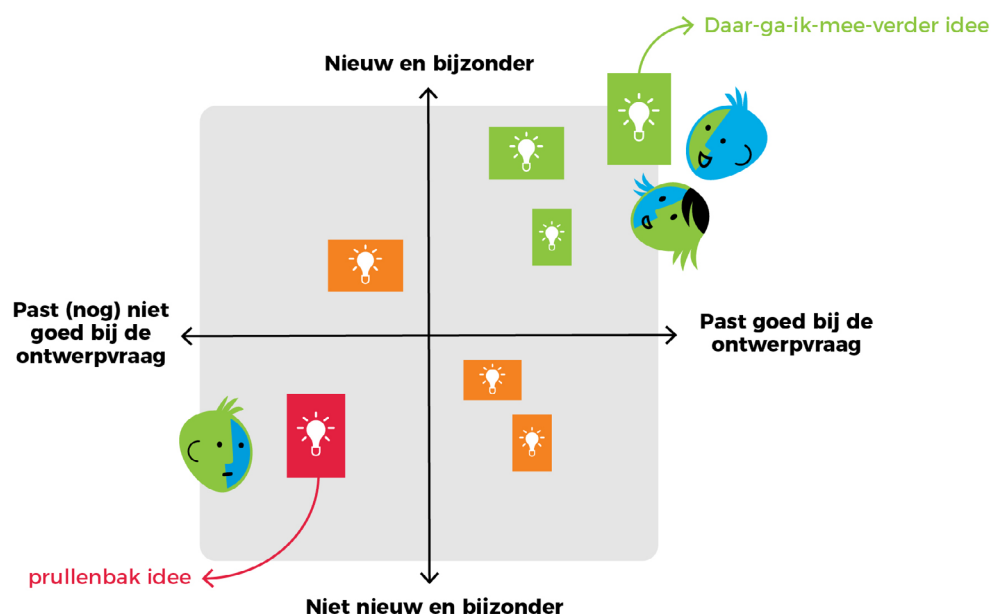 Daar-ga-ik-mee-verder idee
Nieuw en bijzonder
Past (nog) niet
goed bij de
ontwerpvraag
Past goed bij de
ontwerpvraag
prullenbak idee
Niet nieuw en bijzonder